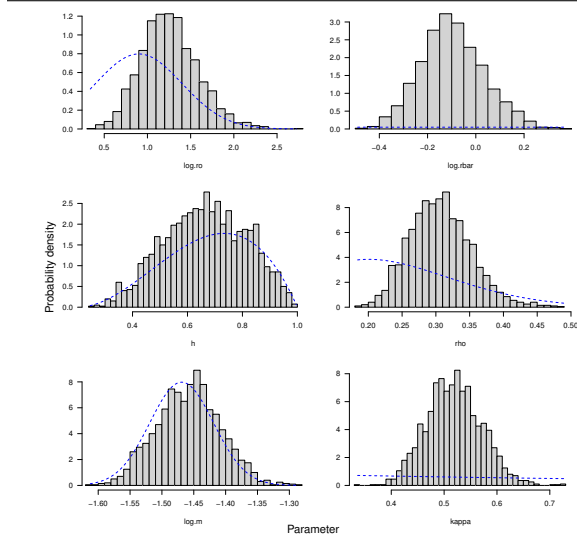 1.2
1.0
0.8
0.6
0.4
0.2
0.0
0.5 1.0 1.5 2.0 2.5
log.ro
3.0
2.5
2.0
1.5
1.0
0.5
0.0
−0.4 −0.2 0.0 0.2
log.rbar
Probability density
2.5
2.0
1.5
1.0
0.5
0.0
0.4 0.6 0.8 1.0
h
8
6
4
2
0
0.20 0.25 0.30 0.35 0.40 0.45 0.50
rho
8
6
4
2
0
−1.60 −1.55 −1.50 −1.45 −1.40 −1.35 −1.30
log.m
8
6
4
2
0
0.4 0.5 0.6 0.7
kappa
Parameter